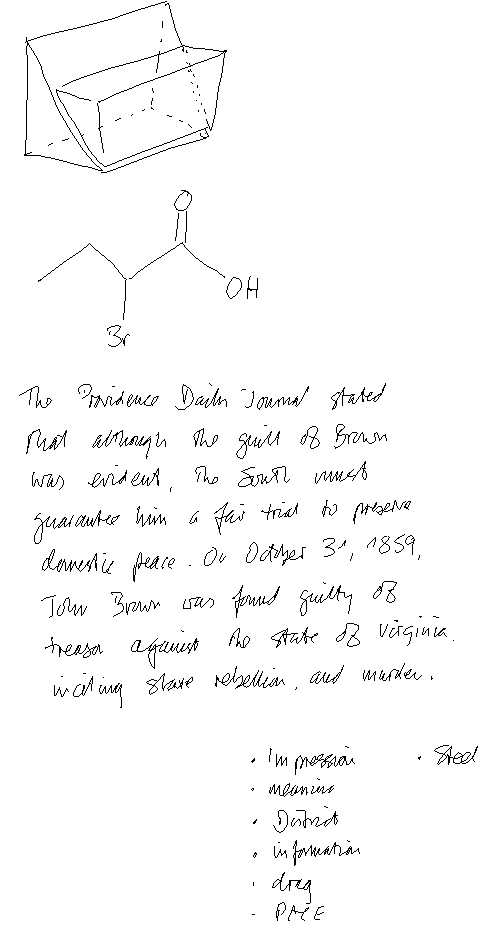 O
OH
Br
The Providence Daily Journal stated
that although the guilt of Brown
was evident, the South must
guarantee him a fair trial to preserve
domestic peace. On October 31, 1859,
John Brown was found guilty of
treason against the state of Virginia,
inciting slave rebellion, and murder.
• Impression • Steel
• meaning
• District
• information
• drag
• PACE